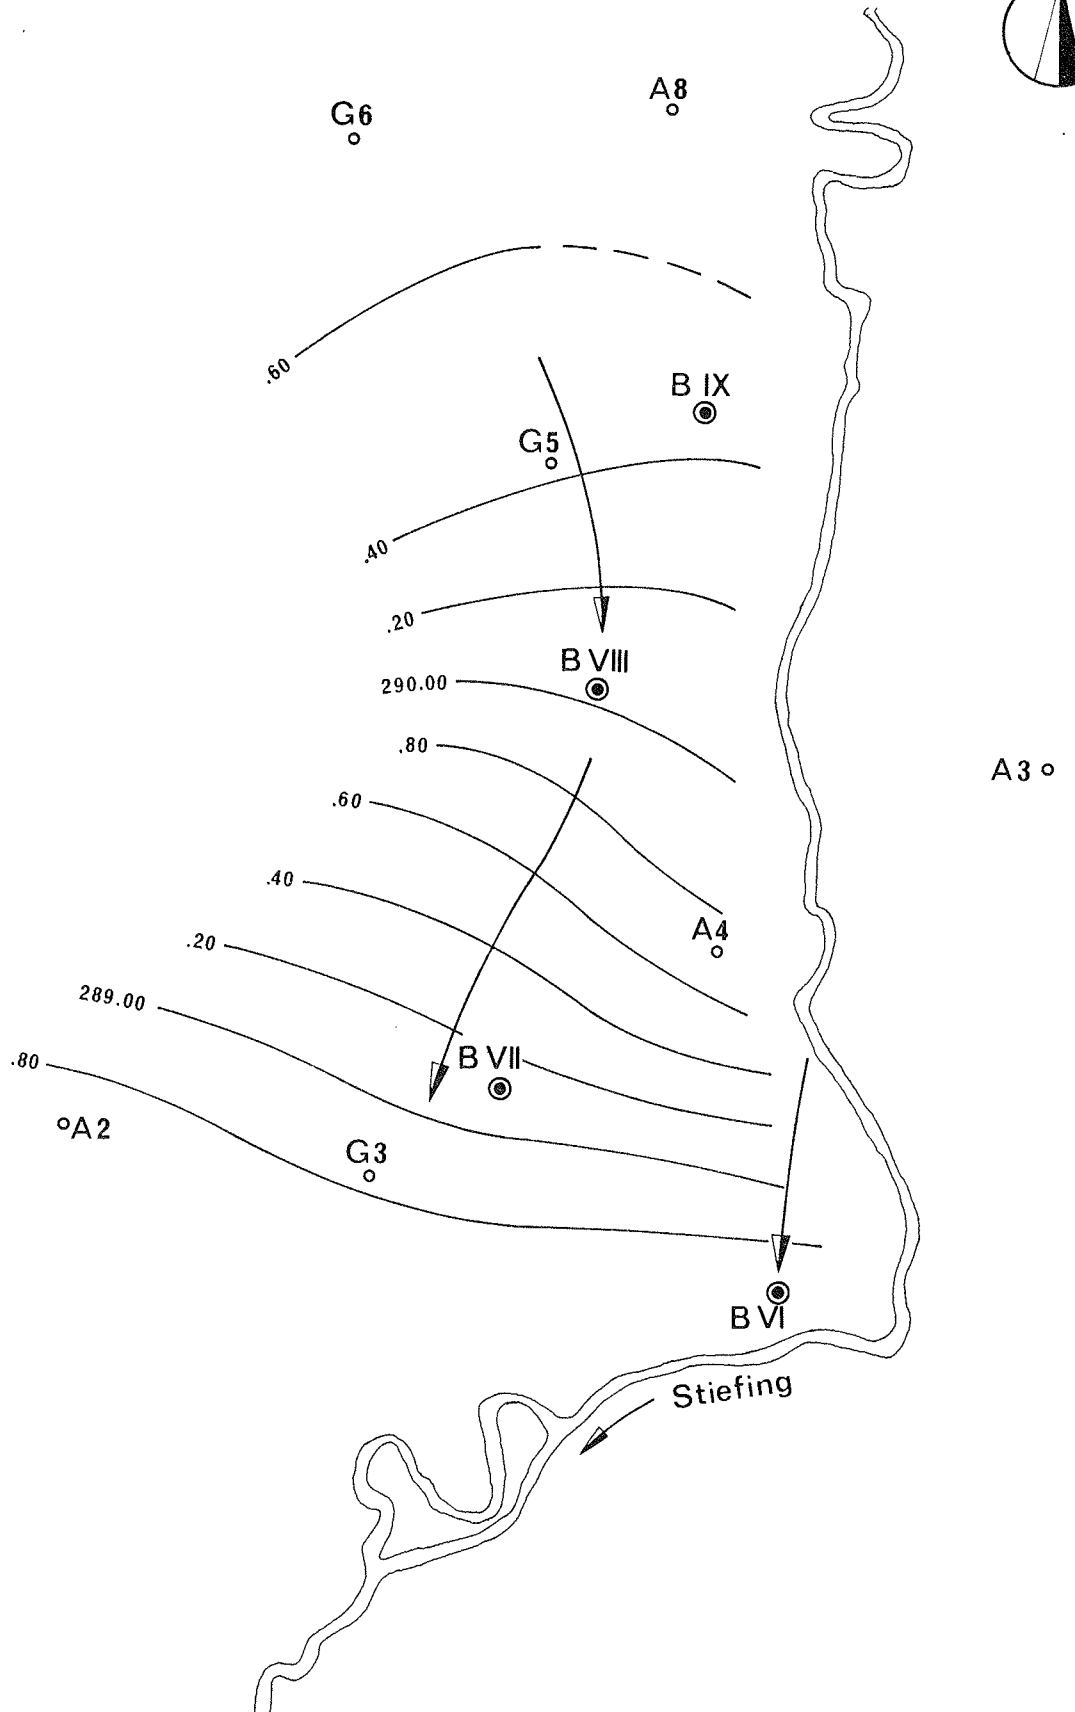 A8
G6
.60
B IX
G5
.40
.20
B VIII
290.00
.80
A3
.60
.40
A4
.20
289.00
B VII
.80
A2
G3
B VI
Stiefing